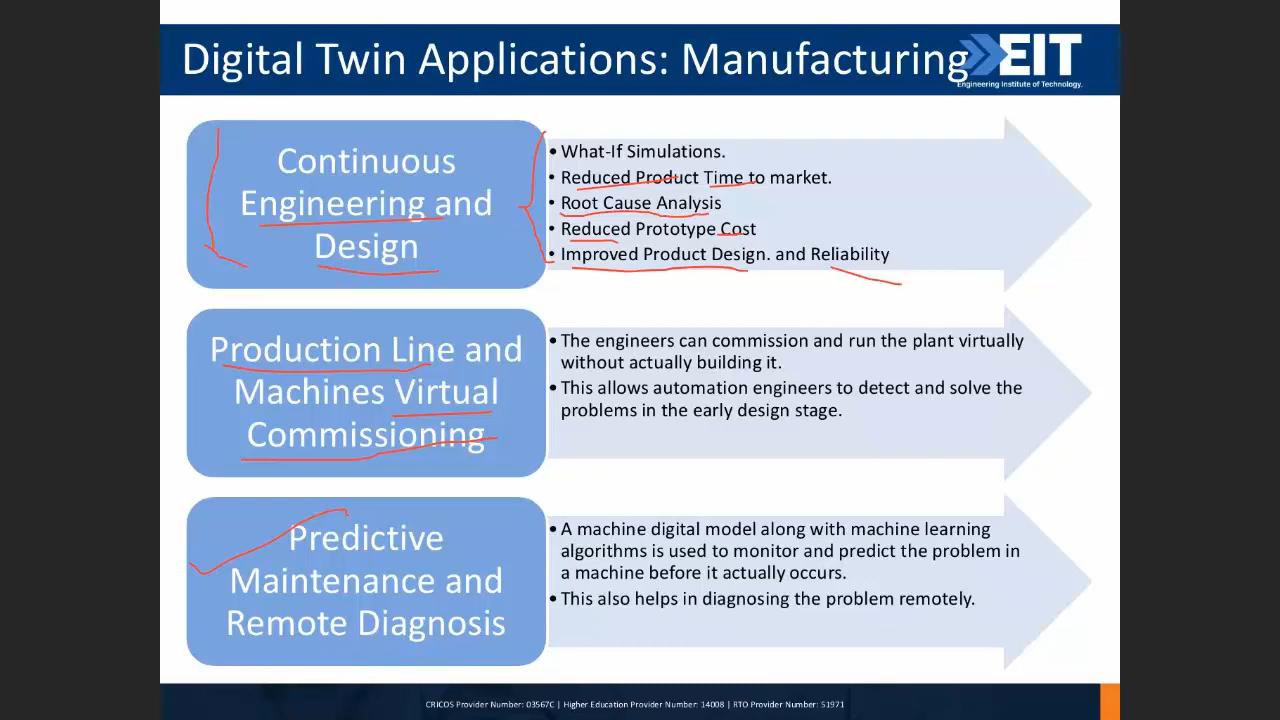 Digital Twin Applications: Manufacturing
EIT
Engineering Institute of Technology.
Continuous
Engineering and
Design
• What-If Simulations.
• Reduced Product Time to market.
• Root Cause Analysis
• Reduced Prototype Cost
• Improved Product Design. and Reliability
Production Line and
Machines Virtual
Commissioning
• The engineers can commission and run the plant virtually
without actually building it.
• This allows automation engineers to detect and solve the
problems in the early design stage.
Predictive
Maintenance and
Remote Diagnosis
• A machine digital model along with machine learning
algorithms is used to monitor and predict the problem in
a machine before it actually occurs.
• This also helps in diagnosing the problem remotely.
CRICOS Provider Number: 03567C | Higher Education Provider Number: 14008 | RTO Provider Number: 51971